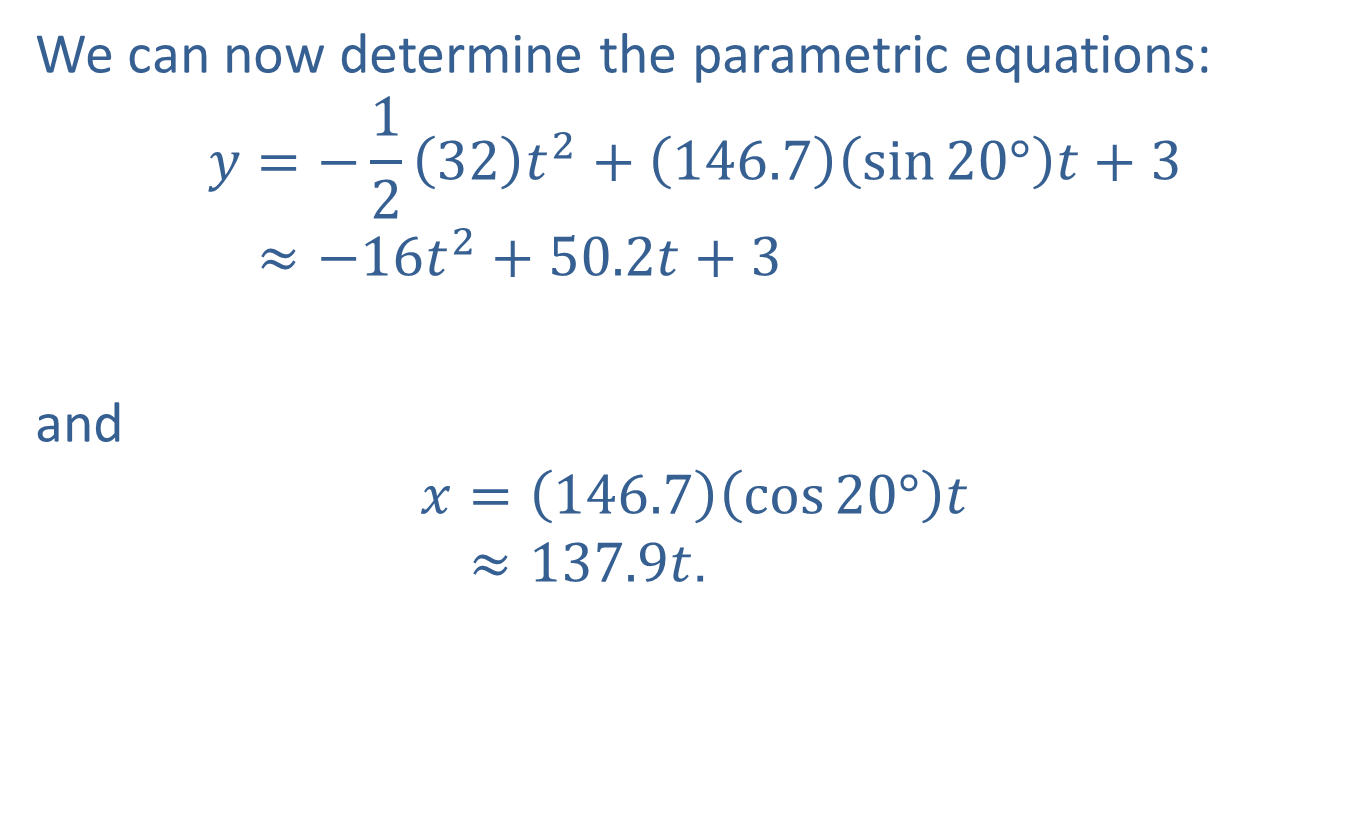 We can now determine the parametric equations:
y = −1/2(32)t² + (146.7)(sin 20°)t + 3
≈ −16t² + 50.2t + 3
and
x = (146.7)(cos 20°)t
≈ 137.9t.